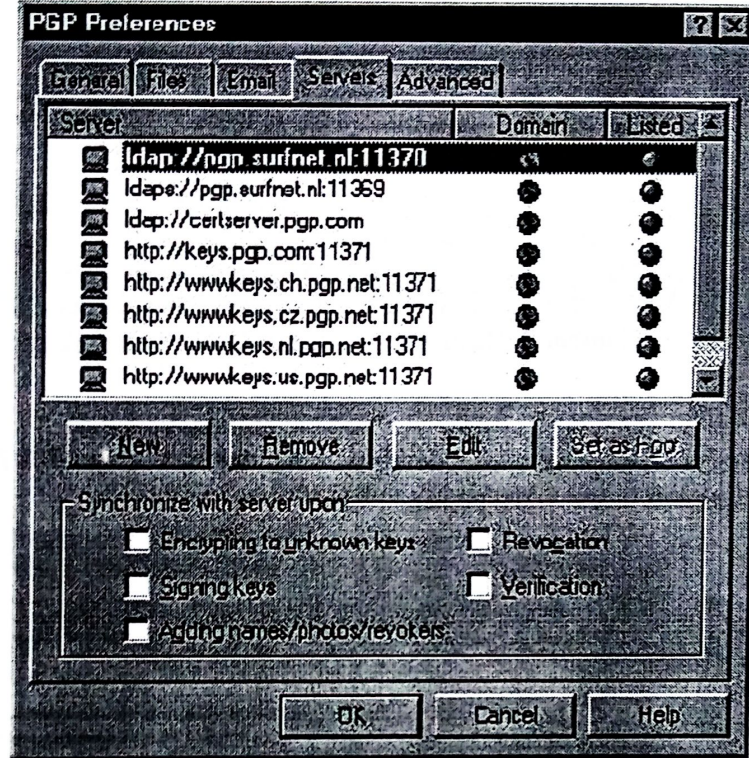 PGP Preferences
General Files Email Servers Advanced
Server Domain Listed
ldap://pgp.surfnet.nl:11370
ldaps://pgp.surfnet.nl:11369
ldap://certserver.pgp.com
http://keys.pgp.com:11371
http://wwwkeys.ch.pgp.net:11371
http://wwwkeys.cz.pgp.net:11371
http://wwwkeys.nl.pgp.net:11371
http://wwwkeys.us.pgp.net:11371
New Remove Edit Set as Root
Synchronize with server upon
Encrypting to unknown keys Revocation
Signing keys Verification
Adding names/photos/revokers
OK Cancel Help